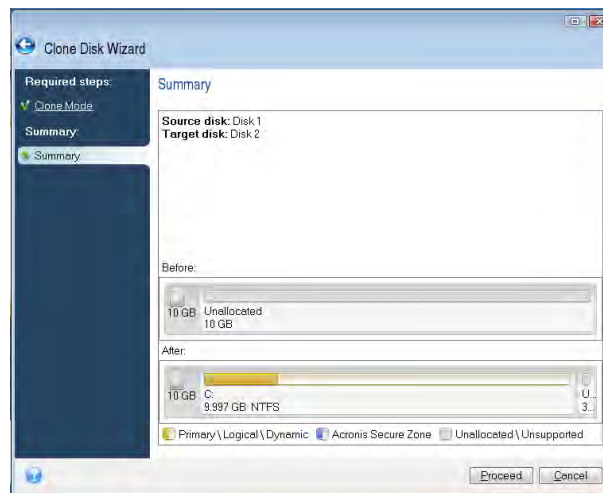 Clone Disk Wizard
Required steps:
Clone Mode
Summary:
Summary
Summary
Source disk: Disk 1
Target disk: Disk 2
Before:
10 GB
Unallocated
10 GB
After:
10 GB
C:
9.997 GB NTFS
U...
3...
Primary \ Logical \ Dynamic
Acronis Secure Zone
Unallocated \ Unsupported
Proceed
Cancel